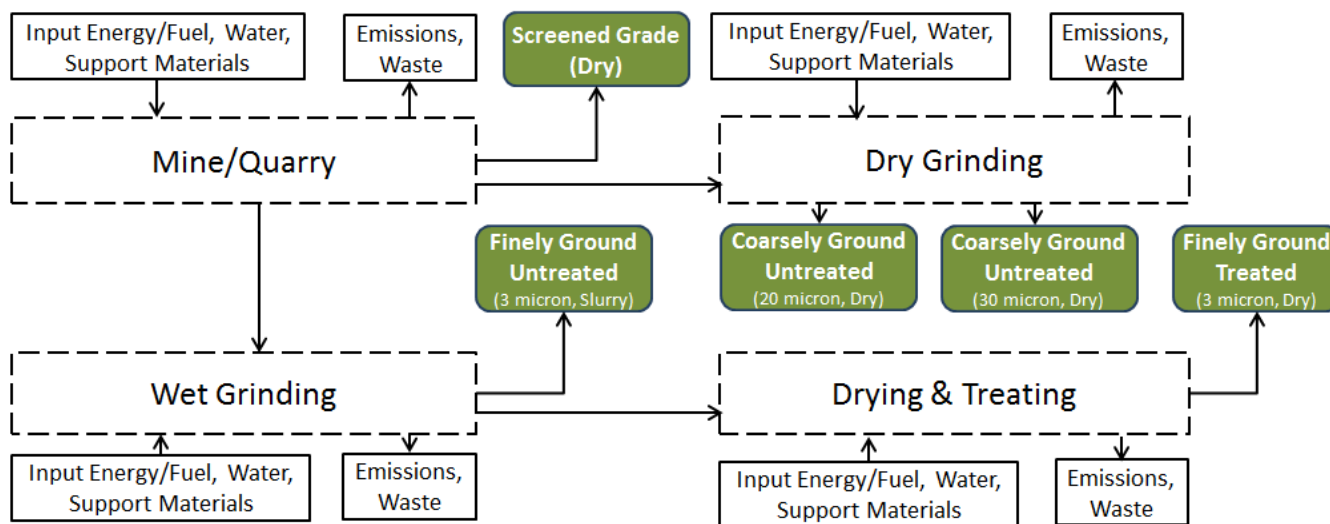 Input Energy/Fuel, Water,
Support Materials
Emissions,
Waste
Screened Grade
(Dry)
Input Energy/Fuel, Water,
Support Materials
Emissions,
Waste
Mine/Quarry
Dry Grinding
Finely Ground
Untreated
(3 micron, Slurry)
Coarsely Ground
Untreated
(20 micron, Dry)
Coarsely Ground
Untreated
(30 micron, Dry)
Finely Ground
Treated
(3 micron, Dry)
Wet Grinding
Drying & Treating
Input Energy/Fuel, Water,
Support Materials
Emissions,
Waste
Input Energy/Fuel, Water,
Support Materials
Emissions,
Waste